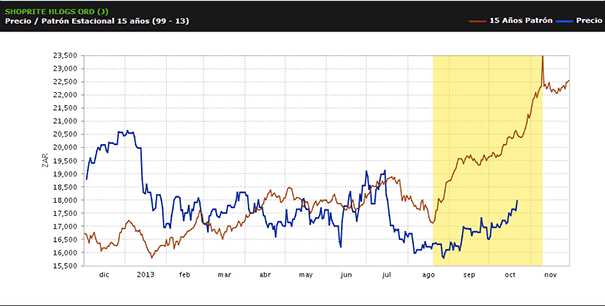 SHOPRITE HLDGS ORD (J)
Precio / Patrón Estacional 15 años (99 - 13)
15 Años Patrón
Precio
23,500
23,000
22,500
22,000
21,500
21,000
20,500
20,000
19,500
19,000
18,500
18,000
17,500
17,000
16,500
16,000
15,500
ZAR
dic 2013 feb mar abr may jun jul ago sep oct nov